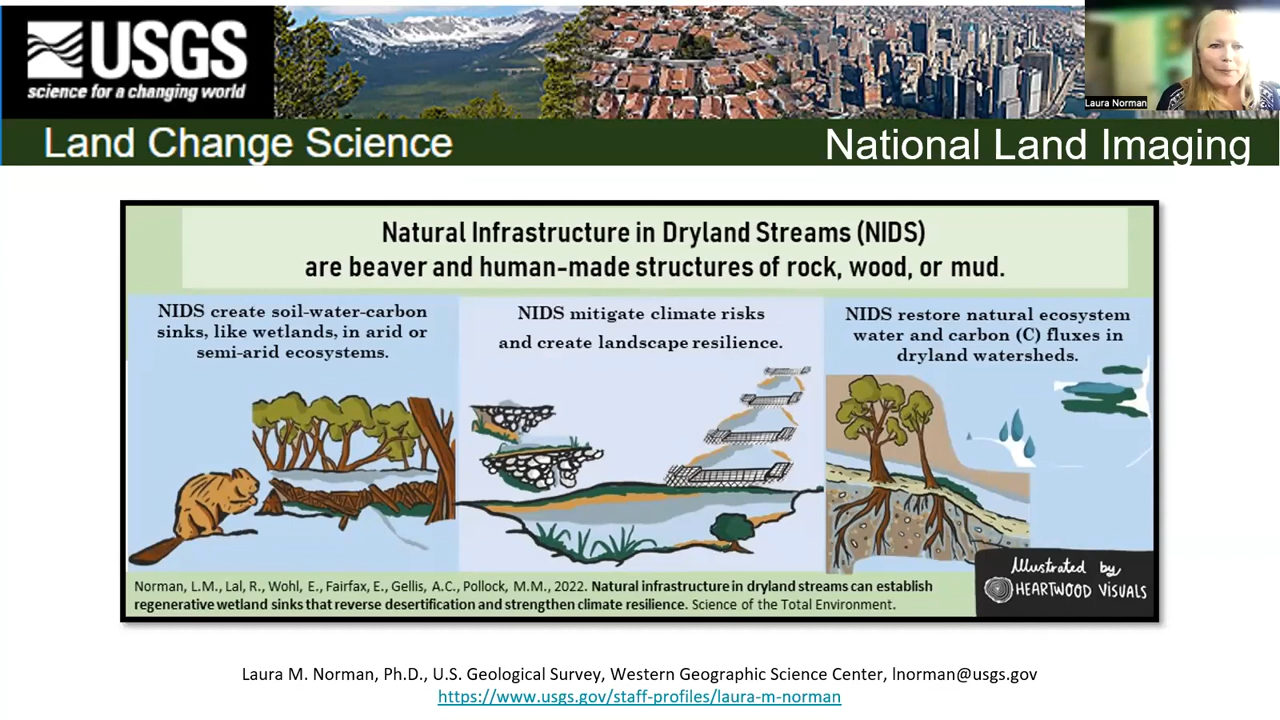 USGS
science for a changing world
Laura Norman
Land Change Science
National Land Imaging
Natural Infrastructure in Dryland Streams (NIDS)
are beaver and human-made structures of rock, wood, or mud.
NIDS create soil-water-carbon
sinks, like wetlands, in arid or
semi-arid ecosystems.
NIDS mitigate climate risks
and create landscape resilience.
NIDS restore natural ecosystem
water and carbon (C) fluxes in
dryland watersheds.
Norman, L.M., Lal, R., Wohl, E., Fairfax, E., Gellis, A.C., Pollock, M.M., 2022. Natural infrastructure in dryland streams can establish
regenerative wetland sinks that reverse desertification and strengthen climate resilience. Science of the Total Environment.
Illustrated by
HEARTWOOD VISUALS
Laura M. Norman, Ph.D., U.S. Geological Survey, Western Geographic Science Center, lnorman@usgs.gov
https://www.usgs.gov/staff-profiles/laura-m-norman